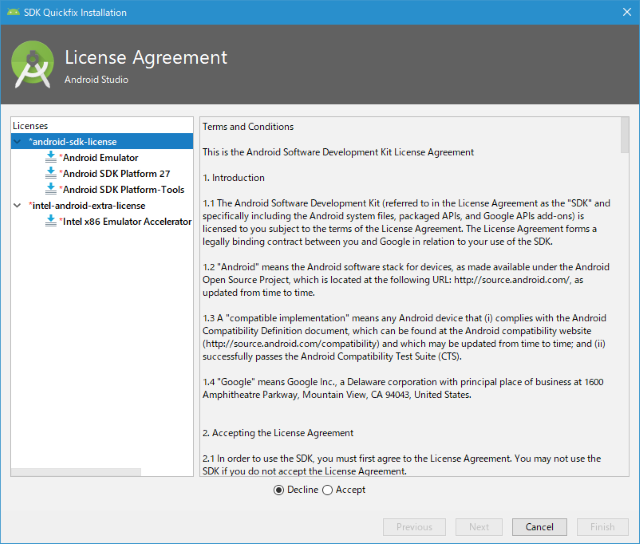 SDK Quickfix Installation
License Agreement
Android Studio
Licenses
*android-sdk-license
*Android Emulator
*Android SDK Platform 27
*Android SDK Platform-Tools
*intel-android-extra-license
*Intel x86 Emulator Accelerator
Terms and Conditions
This is the Android Software Development Kit License Agreement
1. Introduction
1.1 The Android Software Development Kit (referred to in the License Agreement as the "SDK" and
specifically including the Android system files, packaged APIs, and Google APIs add-ons) is
licensed to you subject to the terms of the License Agreement. The License Agreement forms a
legally binding contract between you and Google in relation to your use of the SDK.
1.2 "Android" means the Android software stack for devices, as made available under the Android
Open Source Project, which is located at the following URL: http://source.android.com/, as
updated from time to time.
1.3 A "compatible implementation" means any Android device that (i) complies with the Android
Compatibility Definition document, which can be found at the Android compatibility website
(http://source.android.com/compatibility) and which may be updated from time to time; and (ii)
successfully passes the Android Compatibility Test Suite (CTS).
1.4 "Google" means Google Inc., a Delaware corporation with principal place of business at 1600
Amphitheatre Parkway, Mountain View, CA 94043, United States.
2. Accepting the License Agreement
2.1 In order to use the SDK, you must first agree to the License Agreement. You may not use the
SDK if you do not accept the License Agreement.
Decline Accept
Previous Next Cancel Finish